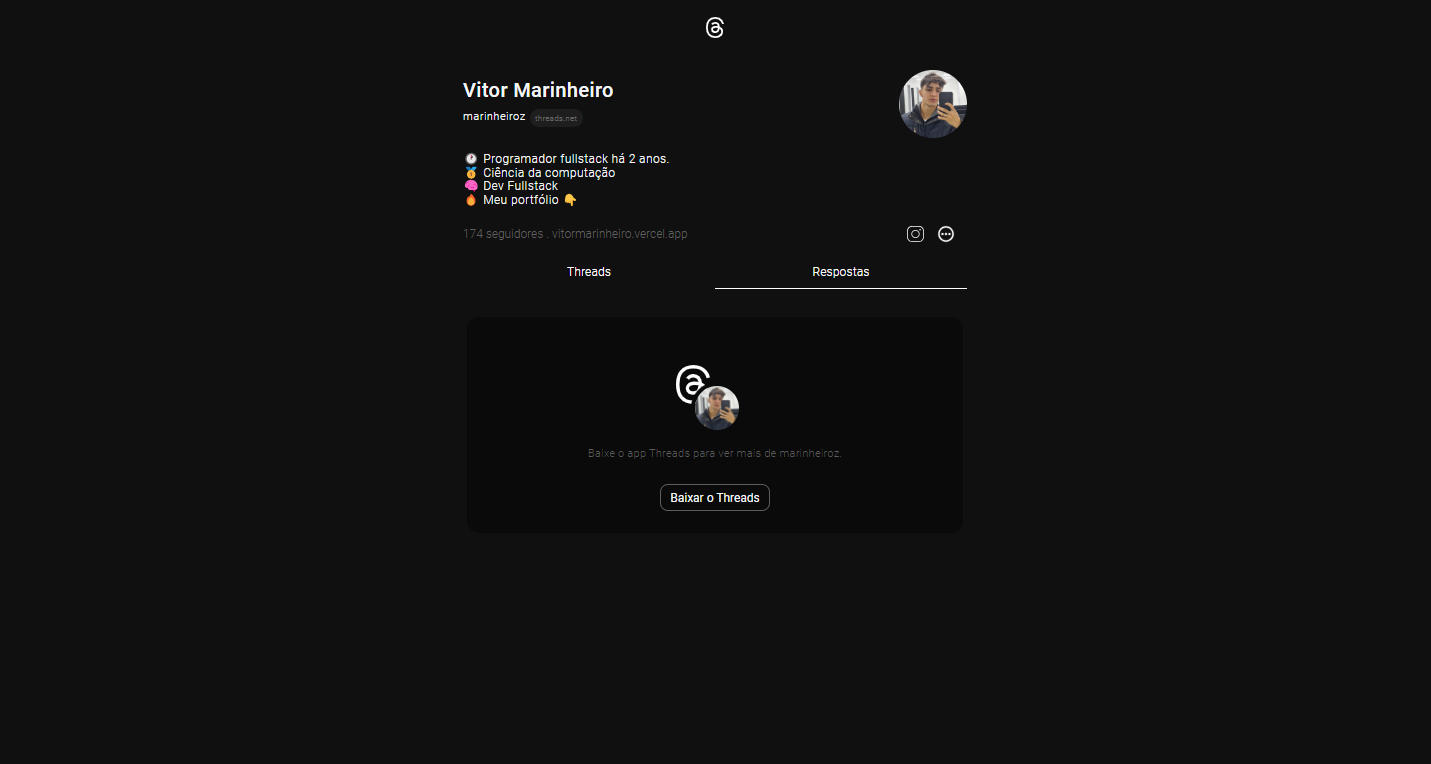 Vitor Marinheiro
marinheiroz threads.net
🕐 Programador fullstack há 2 anos.
🏅 Ciência da computação
🧠 Dev Fullstack
🔥 Meu portfólio 👇
174 seguidores . vitormarinheiro.vercel.app
Threads Respostas
Baixe o app Threads para ver mais de marinheiroz.
Baixar o Threads